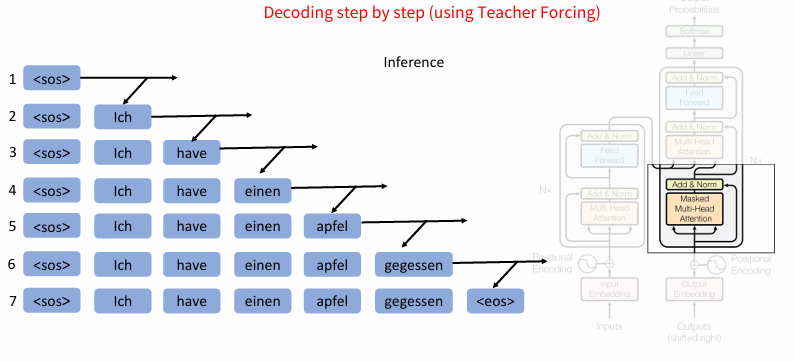 Decoding step by step (using Teacher Forcing)
Inference
1 <sos>
2 <sos> Ich
3 <sos> Ich have
4 <sos> Ich have einen
5 <sos> Ich have einen apfel
6 <sos> Ich have einen apfel gegessen
7 <sos> Ich have einen apfel gegessen <eos>
Probabilities
Softmax
Linear
Add & Norm
Feed
Forward
Add & Norm
Multi-Head
Attention
Nx
Add & Norm
Masked
Multi-Head
Attention
Positional
Encoding
Output
Embedding
Outputs
(shifted right)
Add & Norm
Feed
Forward
Nx
Add & Norm
Multi-Head
Attention
Positional
Encoding
Input
Embedding
Inputs